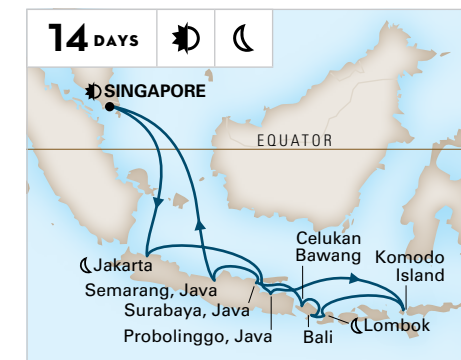 14 DAYS
SINGAPORE
EQUATOR
Celukan
Bawang
Komodo
Island
Jakarta
Semarang, Java
Surabaya, Java
Probolinggo, Java
Bali
Lombok